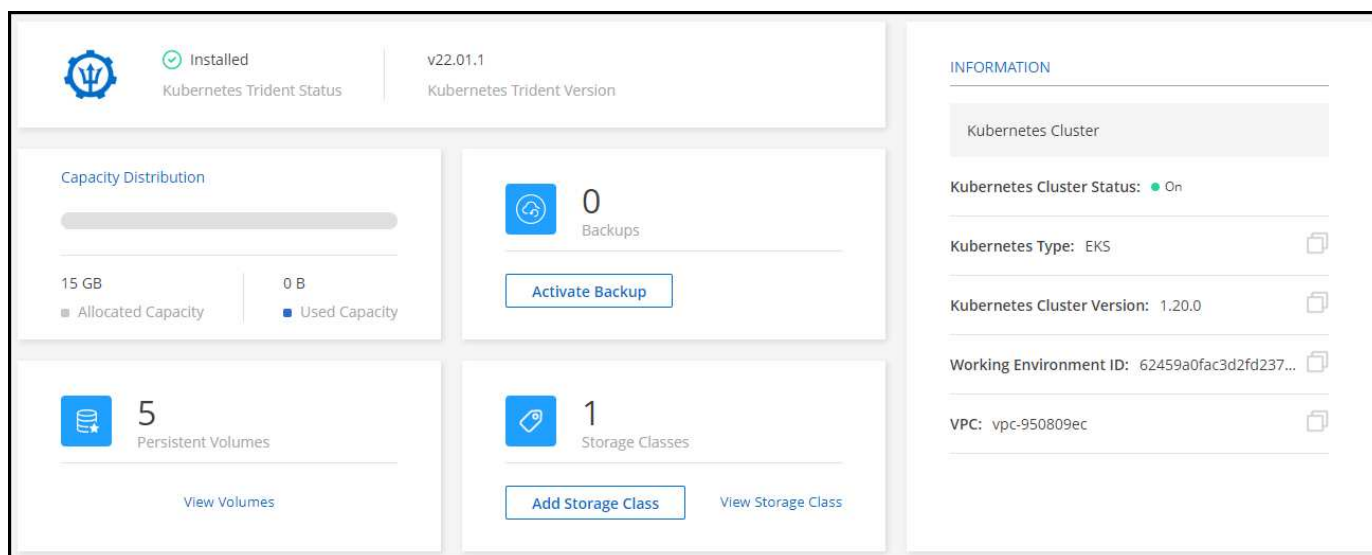 Installed
Kubernetes Trident Status
v22.01.1
Kubernetes Trident Version
Capacity Distribution
15 GB
Allocated Capacity
0 B
Used Capacity
0
Backups
Activate Backup
5
Persistent Volumes
View Volumes
1
Storage Classes
Add Storage Class
View Storage Class
INFORMATION
Kubernetes Cluster
Kubernetes Cluster Status: On
Kubernetes Type: EKS
Kubernetes Cluster Version: 1.20.0
Working Environment ID: 62459a0fac3d2fd237...
VPC: vpc-950809ec